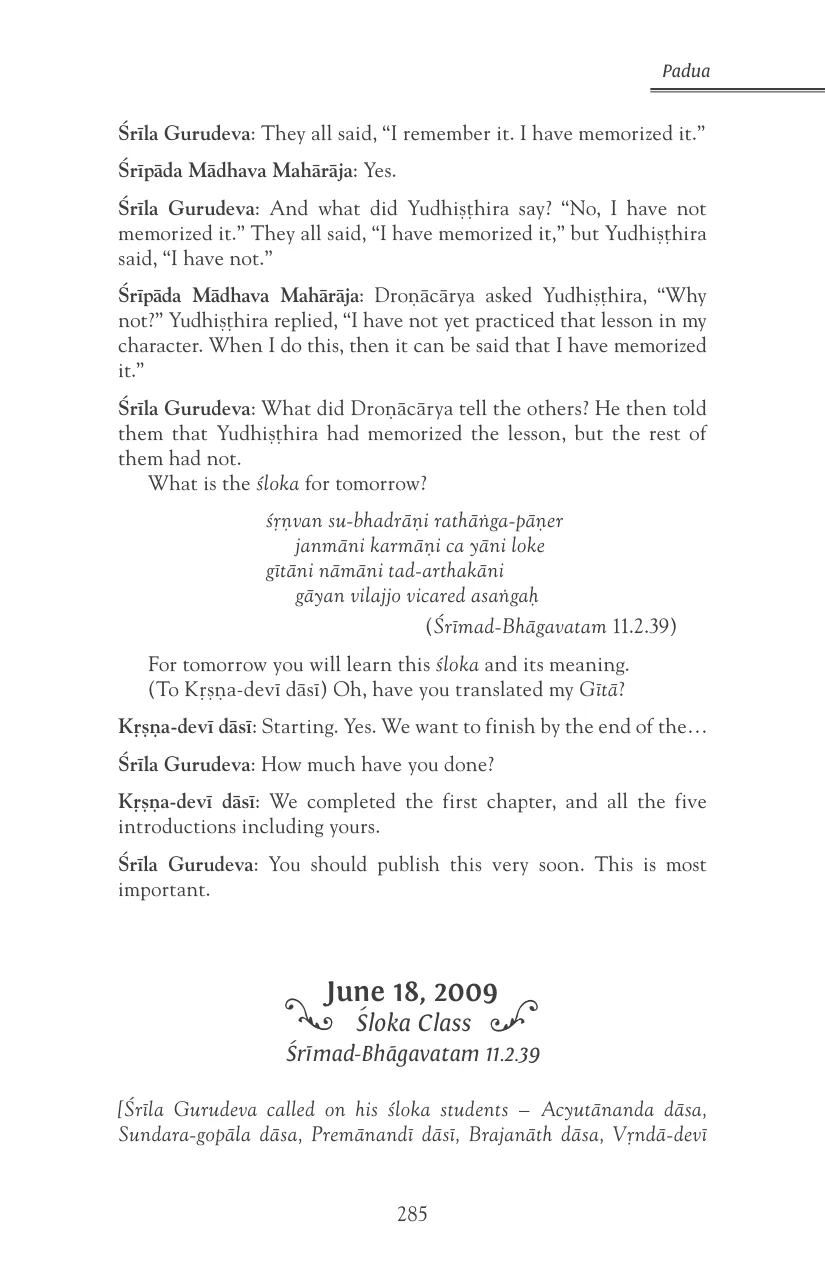 Padua
Śrīla Gurudeva: They all said, “I remember it. I have memorized it.”
Śrīpāda Mādhava Mahārāja: Yes.
Śrīla Gurudeva: And what did Yudhiṣṭhira say? “No, I have not
memorized it.” They all said, “I have memorized it,” but Yudhiṣṭhira
said, “I have not.”
Śrīpāda Mādhava Mahārāja: Droṇācārya asked Yudhiṣṭhira, “Why
not?” Yudhiṣṭhira replied, “I have not yet practiced that lesson in my
character. When I do this, then it can be said that I have memorized
it.”
Śrīla Gurudeva: What did Droṇācārya tell the others? He then told
them that Yudhiṣṭhira had memorized the lesson, but the rest of
them had not.
What is the śloka for tomorrow?
śṛṇvan su-bhadrāṇi rathāṅga-pāṇer
janmāni karmāṇi ca yāni loke
gītāni nāmāni tad-arthakāni
gāyan vilajjo vicared asaṅgaḥ
(Śrīmad-Bhāgavatam 11.2.39)
For tomorrow you will learn this śloka and its meaning.
(To Kṛṣṇa-devī dāsī) Oh, have you translated my Gītā?
Kṛṣṇa-devī dāsī: Starting. Yes. We want to finish by the end of the…
Śrīla Gurudeva: How much have you done?
Kṛṣṇa-devī dāsī: We completed the first chapter, and all the five
introductions including yours.
Śrīla Gurudeva: You should publish this very soon. This is most
important.
June 18, 2009
Śloka Class
Śrīmad-Bhāgavatam 11.2.39
[Śrīla Gurudeva called on his śloka students – Acyutānanda dāsa,
Sundara-gopāla dāsa, Premānandī dāsī, Brajanāth dāsa, Vṛndā-devī
285